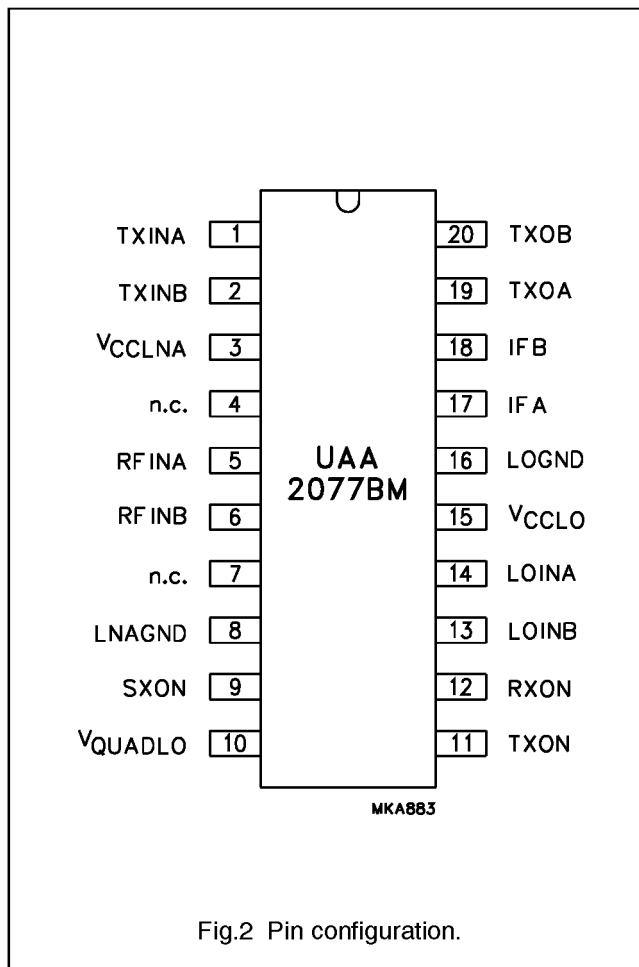 TXINA 1 20 TXOB
TXINB 2 19 TXOA
VCCLNA 3 18 IFB
n.c. 4 17 IFA
RFINA 5 UAA 16 LOGND
RFINB 6 2077BM 15 VCCLO
n.c. 7 14 LOINA
LNAGND 8 13 LOINB
SXON 9 12 RXON
VQUADLO 10 11 TXON
MKA883
Fig.2 Pin configuration.